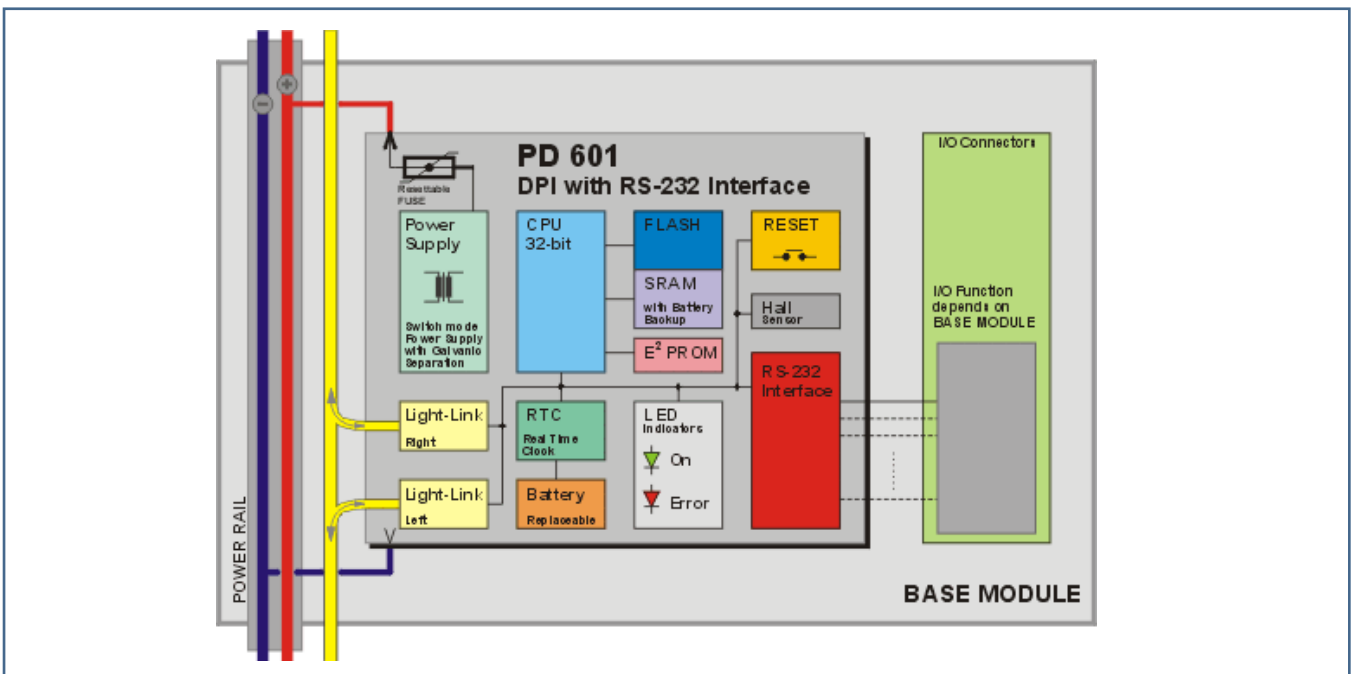 +
−
PD 601
DPI with RS-232 Interface
Resettable
FUSE
Power
Supply
Switch mode
Power Supply
with Galvanic
Separation
CPU
32-bit
FLASH
SRAM
with Battery
Backup
E² PROM
RESET
Hall
Sensor
RS-232
Interface
Light-Link
Right
Light-Link
Left
RTC
Real Time
Clock
Battery
Replaceable
LED
Indicators
On
Error
I/O Connectors
I/O Function
depends on
BASE MODULE
POWER RAIL
BASE MODULE